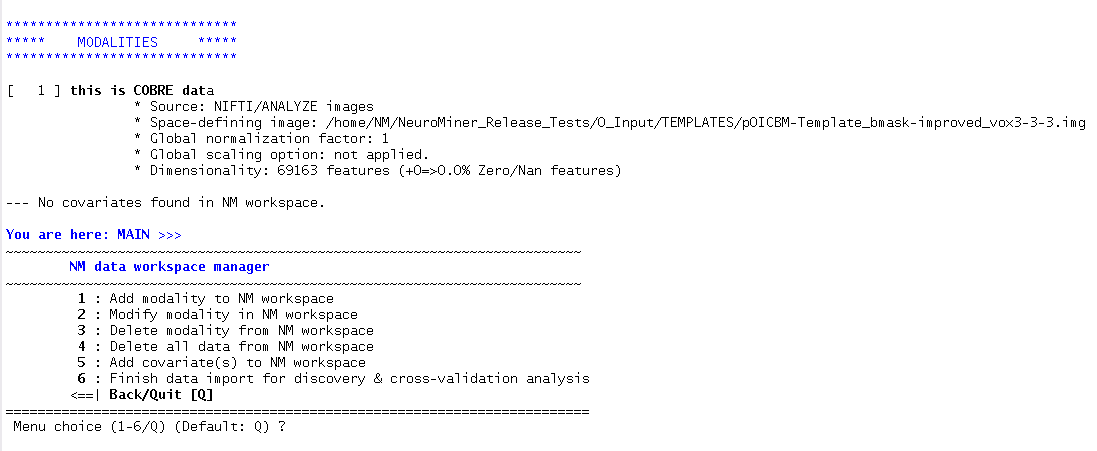 *****************************
*****    MODALITIES     *****
*****************************
[   1 ] this is COBRE data
* Source: NIFTI/ANALYZE images
* Space-defining image: /home/NM/NeuroMiner_Release_Tests/O_Input/TEMPLATES/pOICBM-Template_bmask-improved_vox3-3-3.img
* Global normalization factor: 1
* Global scaling option: not applied.
* Dimensionality: 69163 features (+0=>0.0% Zero/Nan features)
--- No covariates found in NM workspace.
You are here: MAIN >>>
~~~~~~~~~~~~~~~~~~~~~~~~~~~~~~~~~~~~~~~~~~~~~~~~~~~~~~~~~~~~~~~~~~~~~~~~
NM data workspace manager
~~~~~~~~~~~~~~~~~~~~~~~~~~~~~~~~~~~~~~~~~~~~~~~~~~~~~~~~~~~~~~~~~~~~~~~~
1 : Add modality to NM workspace
2 : Modify modality in NM workspace
3 : Delete modality from NM workspace
4 : Delete all data from NM workspace
5 : Add covariate(s) to NM workspace
6 : Finish data import for discovery & cross-validation analysis
<==| Back/Quit [Q]
=========================================================================
Menu choice (1-6/Q) (Default: Q) ?